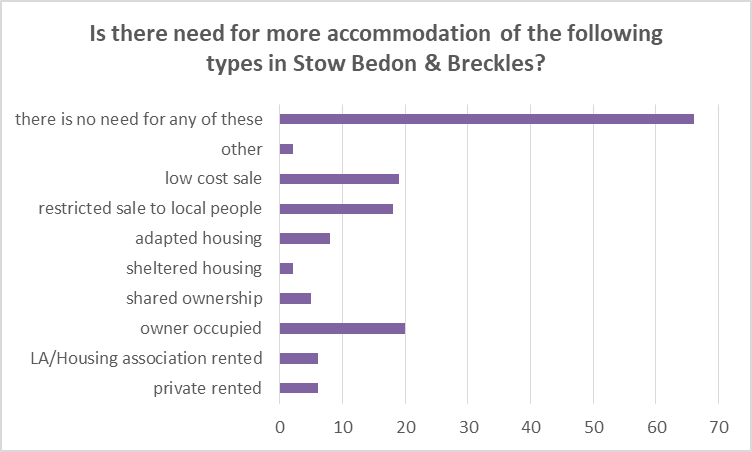 Is there need for more accommodation of the following
types in Stow Bedon & Breckles?
there is no need for any of these
other
low cost sale
restricted sale to local people
adapted housing
sheltered housing
shared ownership
owner occupied
LA/Housing association rented
private rented
0 10 20 30 40 50 60 70